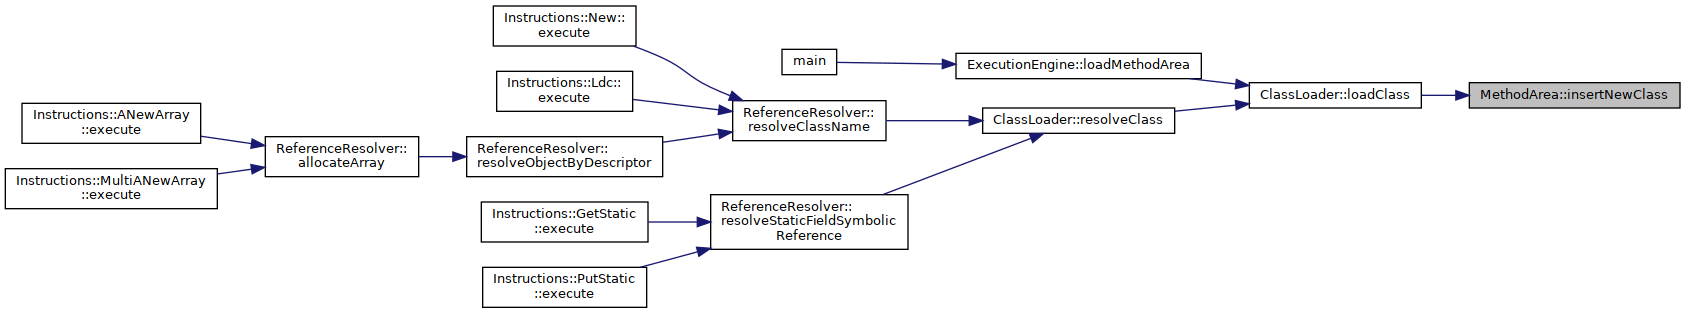 Instructions::New::
execute
main
ExecutionEngine::loadMethodArea
Instructions::Ldc::
execute
ClassLoader::loadClass
MethodArea::insertNewClass
Instructions::ANewArray
::execute
ReferenceResolver::
resolveClassName
ClassLoader::resolveClass
ReferenceResolver::
allocateArray
ReferenceResolver::
resolveObjectByDescriptor
Instructions::MultiANewArray
::execute
Instructions::GetStatic
::execute
ReferenceResolver::
resolveStaticFieldSymbolic
Reference
Instructions::PutStatic
::execute